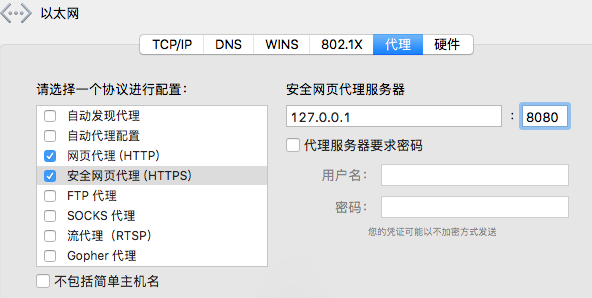 以太网
TCP/IP DNS WINS 802.1X 代理 硬件
请选择一个协议进行配置：
自动发现代理
自动代理配置
网页代理 (HTTP)
安全网页代理 (HTTPS)
FTP 代理
SOCKS 代理
流代理（RTSP）
Gopher 代理
不包括简单主机名
安全网页代理服务器
127.0.0.1 : 8080
代理服务器要求密码
用户名：
密码：
您的凭证可能以不加密方式发送